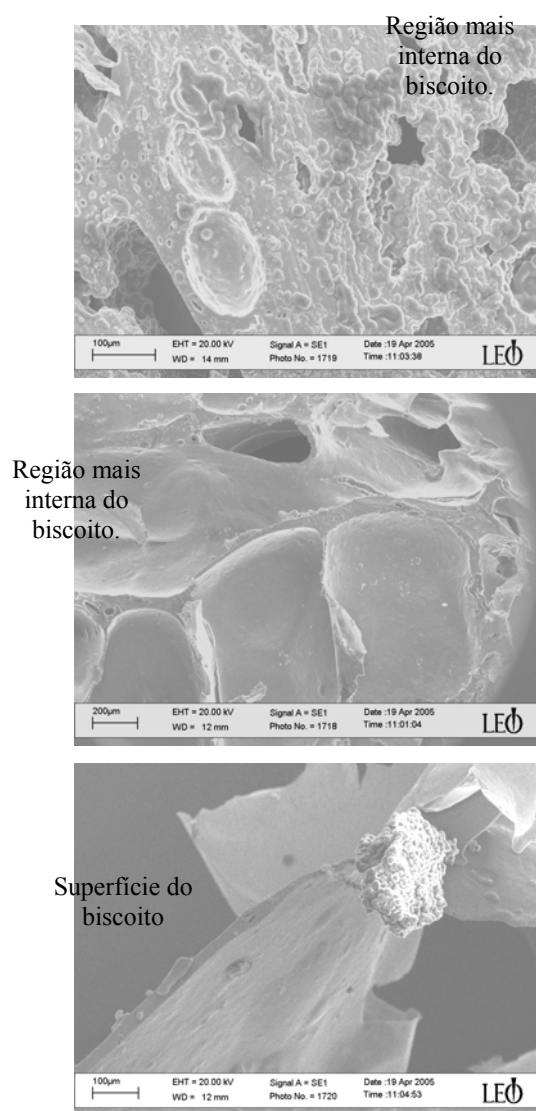 Região mais
interna do
biscoito.
100µm
EHT = 20.00 kV
WD = 14 mm
Signal A = SE1
Photo No. = 1719
Date :19 Apr 2005
Time :11:03:38
LEO
Região mais
interna do
biscoito.
200µm
EHT = 20.00 kV
WD = 12 mm
Signal A = SE1
Photo No. = 1718
Date :19 Apr 2005
Time :11:01:04
LEO
Superfície do
biscoito
100µm
EHT = 20.00 kV
WD = 12 mm
Signal A = SE1
Photo No. = 1720
Date :19 Apr 2005
Time :11:04:53
LEO